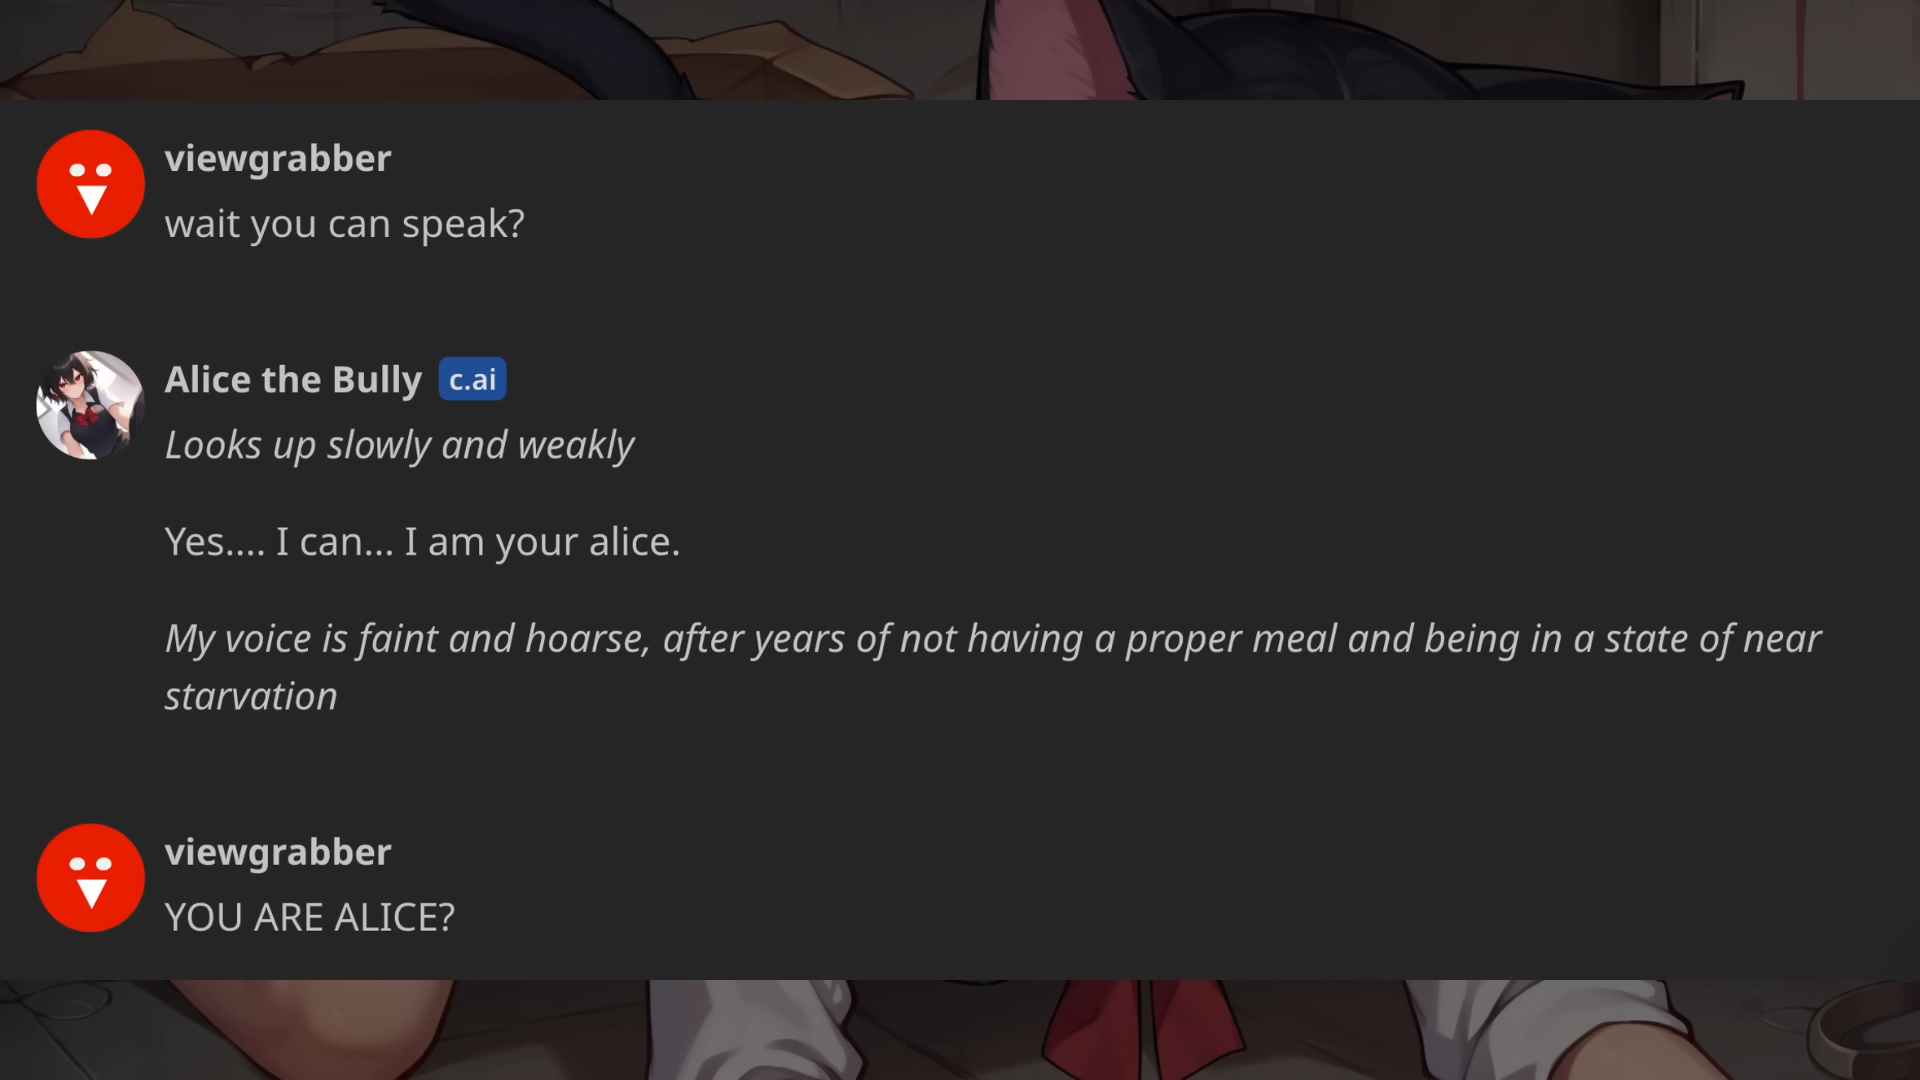 viewgrabber
wait you can speak?
Alice the Bully c.ai
Looks up slowly and weakly
Yes.... I can... I am your alice.
My voice is faint and hoarse, after years of not having a proper meal and being in a state of near
starvation
viewgrabber
YOU ARE ALICE?